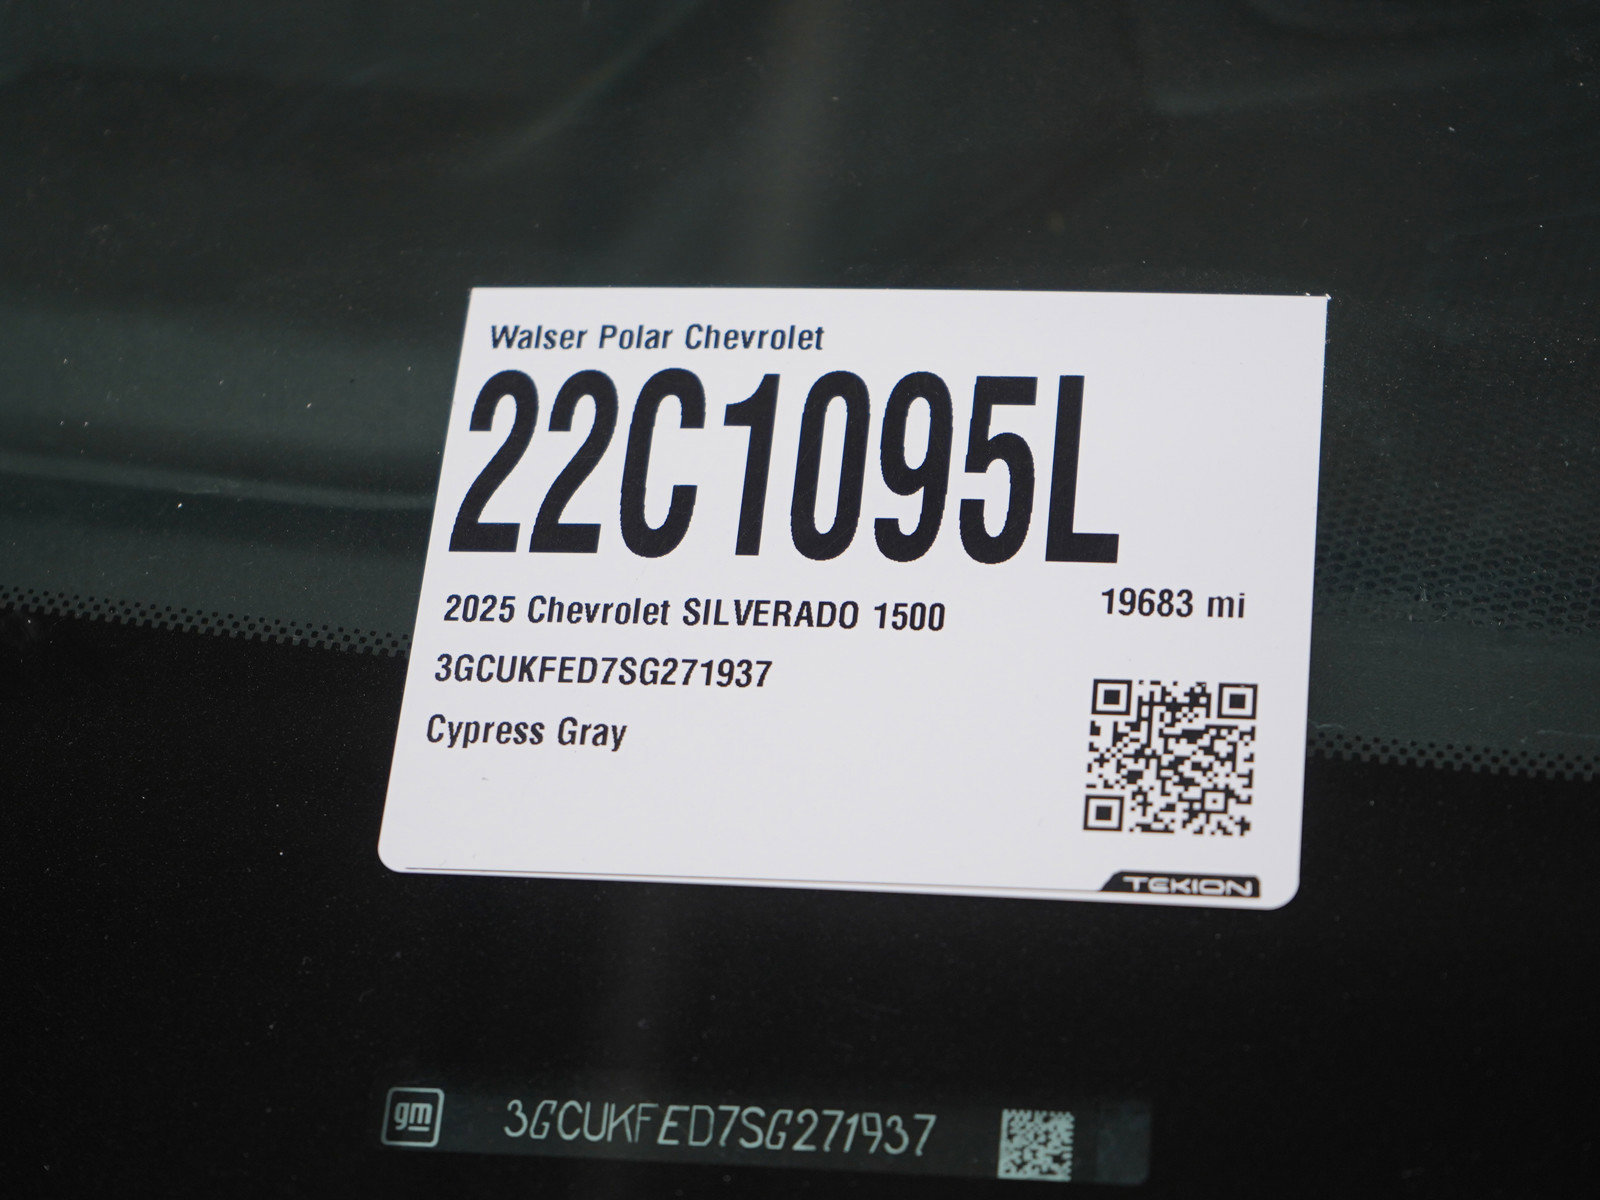 Walser Polar Chevrolet
22C1095L
2025 Chevrolet SILVERADO 1500
19683 mi
3GCUKFED7SG271937
Cypress Gray
TEKION
gm
3GCUKFED7SG271937